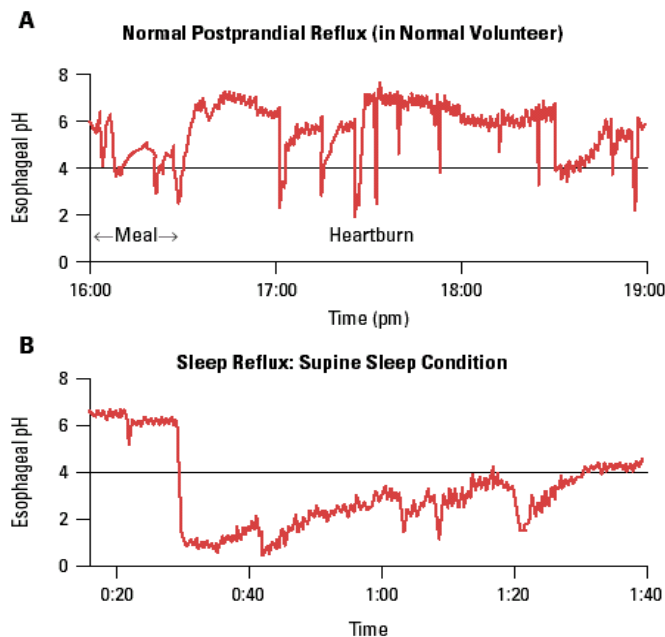 A
Normal Postprandial Reflux (in Normal Volunteer)
8
6
4
2
0
Esophageal pH
←Meal→
Heartburn
16:00 17:00 18:00 19:00
Time (pm)
B
Sleep Reflux: Supine Sleep Condition
8
6
4
2
0
Esophageal pH
0:20 0:40 1:00 1:20 1:40
Time